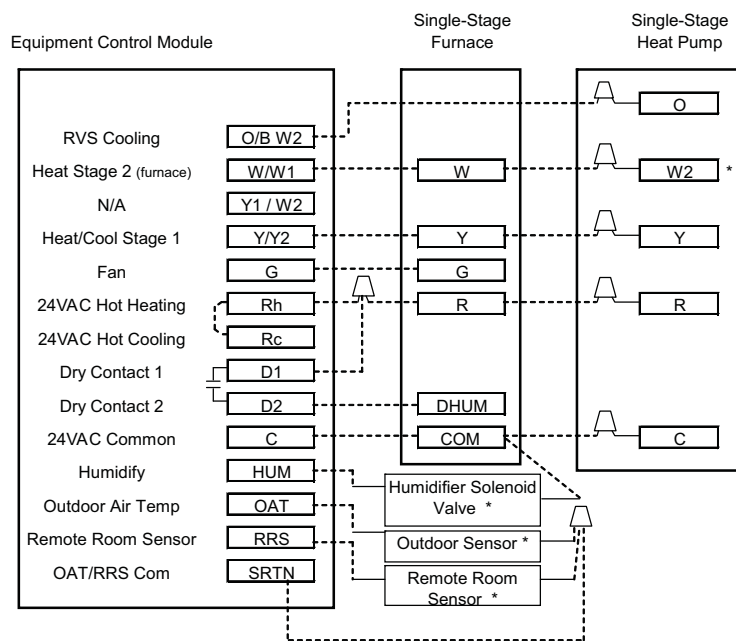 Single-Stage
Furnace
Single-Stage
Heat Pump
Equipment Control Module
O
RVS Cooling O/B W2
Heat Stage 2 (furnace) W/W1 W W2 *
N/A Y1 / W2
Heat/Cool Stage 1 Y/Y2 Y Y
Fan G G
24VAC Hot Heating Rh R R
24VAC Hot Cooling Rc
Dry Contact 1 D1
Dry Contact 2 D2 DHUM
24VAC Common C COM C
Humidify HUM
Humidifier Solenoid
Valve *
Outdoor Air Temp OAT
Outdoor Sensor *
Remote Room Sensor RRS
Remote Room
Sensor *
OAT/RRS Com SRTN